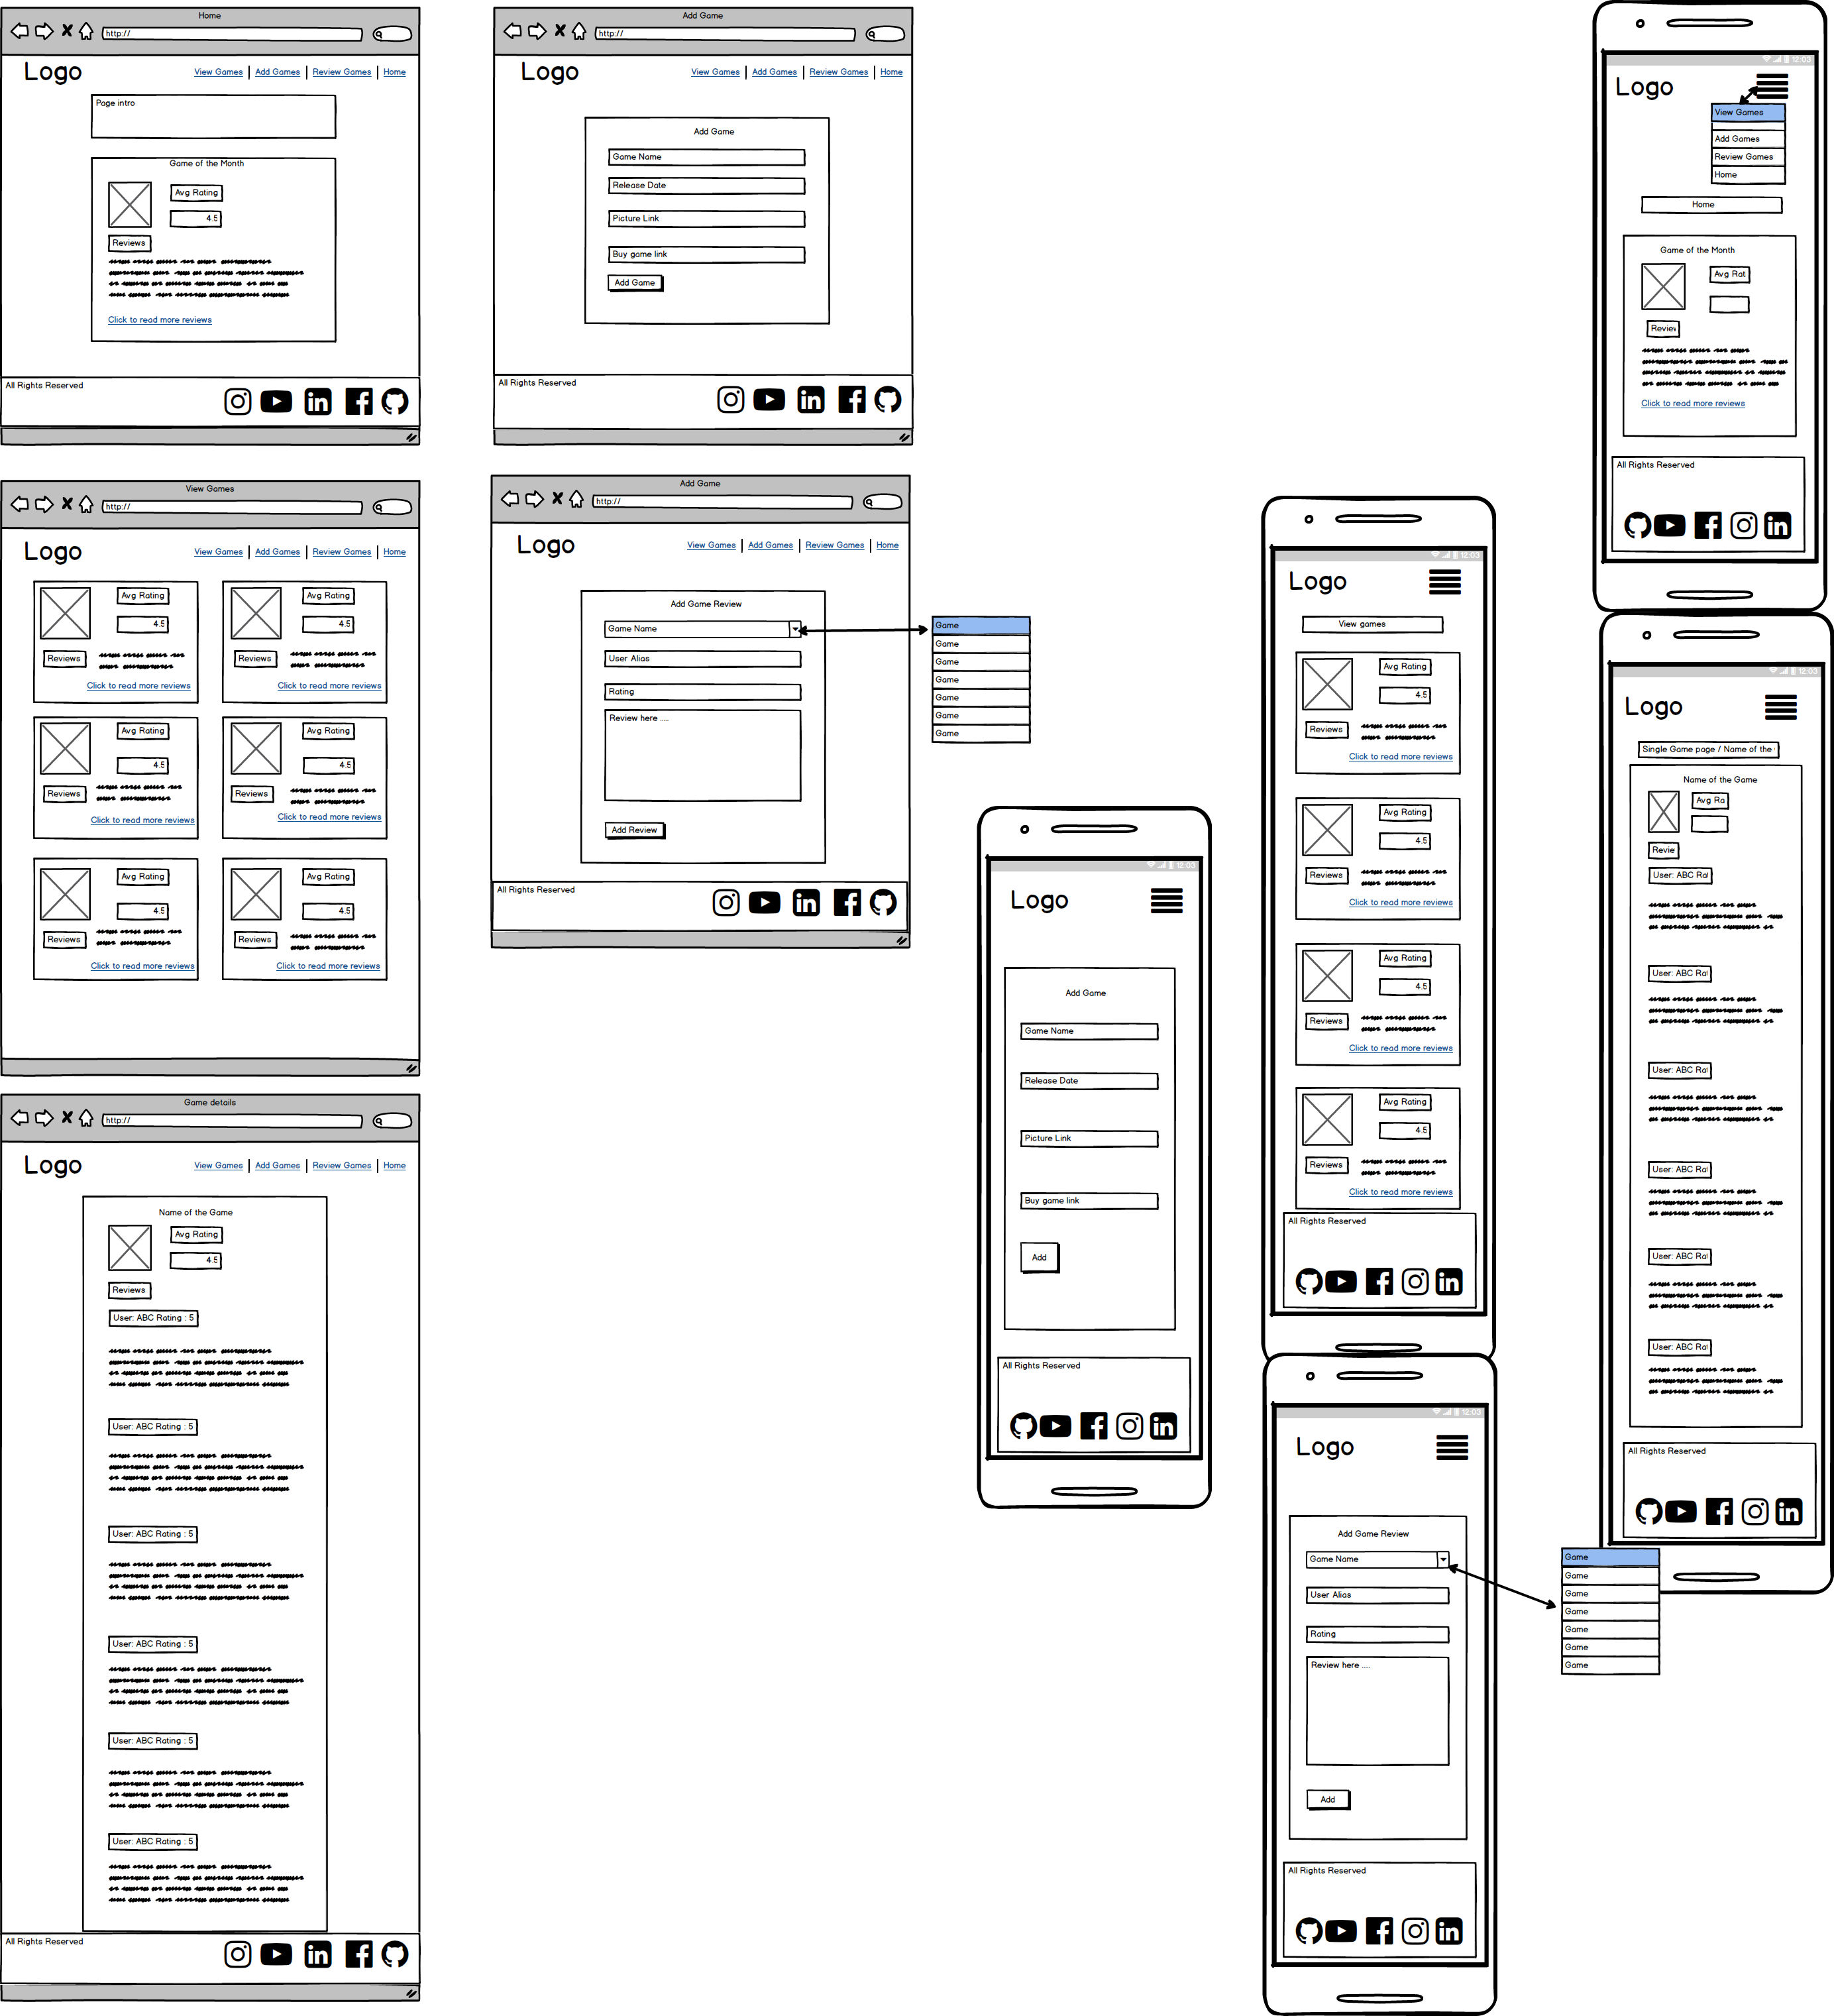 Home
http://
Logo
View Games | Add Games | Review Games | Home
Page intro
Game of the Month
Avg Rating
4.5
Reviews
Click to read more reviews
All Rights Reserved
Add Game
http://
Logo
View Games | Add Games | Review Games | Home
Add Game
Game Name
Release Date
Picture Link
Buy game link
Add Game
All Rights Reserved
View Games
http://
Logo
View Games | Add Games | Review Games | Home
Avg Rating
4.5
Reviews
Click to read more reviews
Avg Rating
4.5
Reviews
Click to read more reviews
Avg Rating
4.5
Reviews
Click to read more reviews
Avg Rating
4.5
Reviews
Click to read more reviews
Avg Rating
4.5
Reviews
Click to read more reviews
Avg Rating
4.5
Reviews
Click to read more reviews
Add Game
http://
Logo
View Games | Add Games | Review Games | Home
Add Game Review
Game Name
User Alias
Rating
Review here ....
Add Review
All Rights Reserved
Game
Game
Game
Game
Game
Game
Game
Game details
http://
Logo
View Games | Add Games | Review Games | Home
Name of the Game
Avg Rating
4.5
Reviews
User: ABC Rating : 5
User: ABC Rating : 5
User: ABC Rating : 5
User: ABC Rating : 5
User: ABC Rating : 5
User: ABC Rating : 5
All Rights Reserved
12:03
Logo
Add Game
Game Name
Release Date
Picture Link
Buy game link
Add
All Rights Reserved
12:03
Logo
View games
Avg Rating
4.5
Reviews
Click to read more reviews
Avg Rating
4.5
Reviews
Click to read more reviews
Avg Rating
4.5
Reviews
Click to read more reviews
Avg Rating
4.5
Reviews
Click to read more reviews
All Rights Reserved
12:03
Logo
Add Game Review
Game Name
User Alias
Rating
Review here ....
Add
All Rights Reserved
Game
Game
Game
Game
Game
Game
Game
12:03
Logo
View Games
Add Games
Review Games
Home
Home
Game of the Month
Avg Rat
Review
Click to read more reviews
All Rights Reserved
12:03
Logo
Single Game page / Name of the
Name of the Game
Avg Ra
Revie
User: ABC Rat
User: ABC Rat
User: ABC Rat
User: ABC Rat
User: ABC Rat
User: ABC Rat
All Rights Reserved